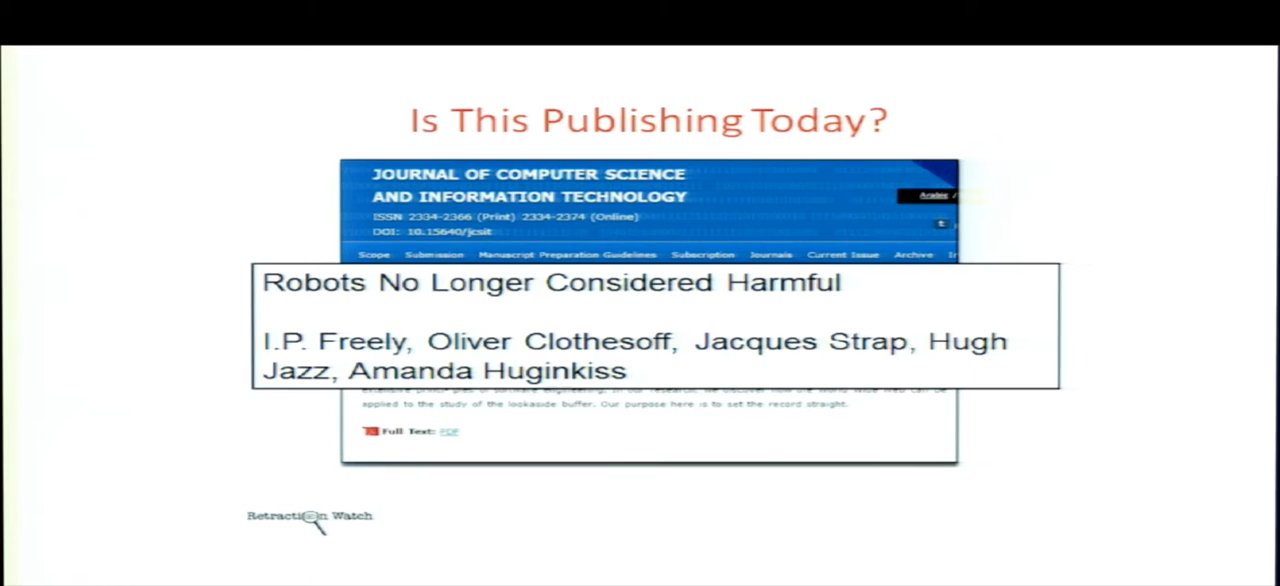 Is This Publishing Today?
JOURNAL OF COMPUTER SCIENCE
AND INFORMATION TECHNOLOGY
Arabic /
ISSN 2334-2366 (Print) 2334-2374 (Online)
DOI: 10.15640/jcsit
t
Scope Submission Manuscript Preparation Guidelines Subscription Journals Current Issue Archive
Robots No Longer Considered Harmful
I.P. Freely, Oliver Clothesoff, Jacques Strap, Hugh
Jazz, Amanda Huginkiss
applied to the study of the lookaside buffer. Our purpose here is to set the record straight.
Full Text: PDF
Retraction Watch